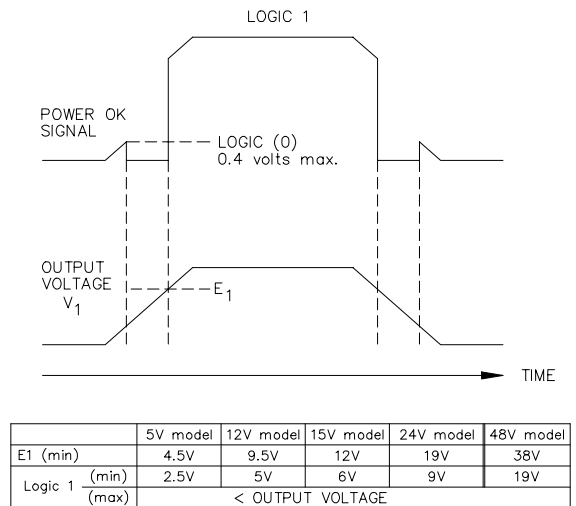 LOGIC 1
POWER OK
SIGNAL
LOGIC (0)
0.4 volts max.
OUTPUT
VOLTAGE
V1
E1
TIME
5V model 12V model 15V model 24V model 48V model
E1 (min) 4.5V 9.5V 12V 19V 38V
Logic 1 (min) 2.5V 5V 6V 9V 19V
(max) < OUTPUT VOLTAGE